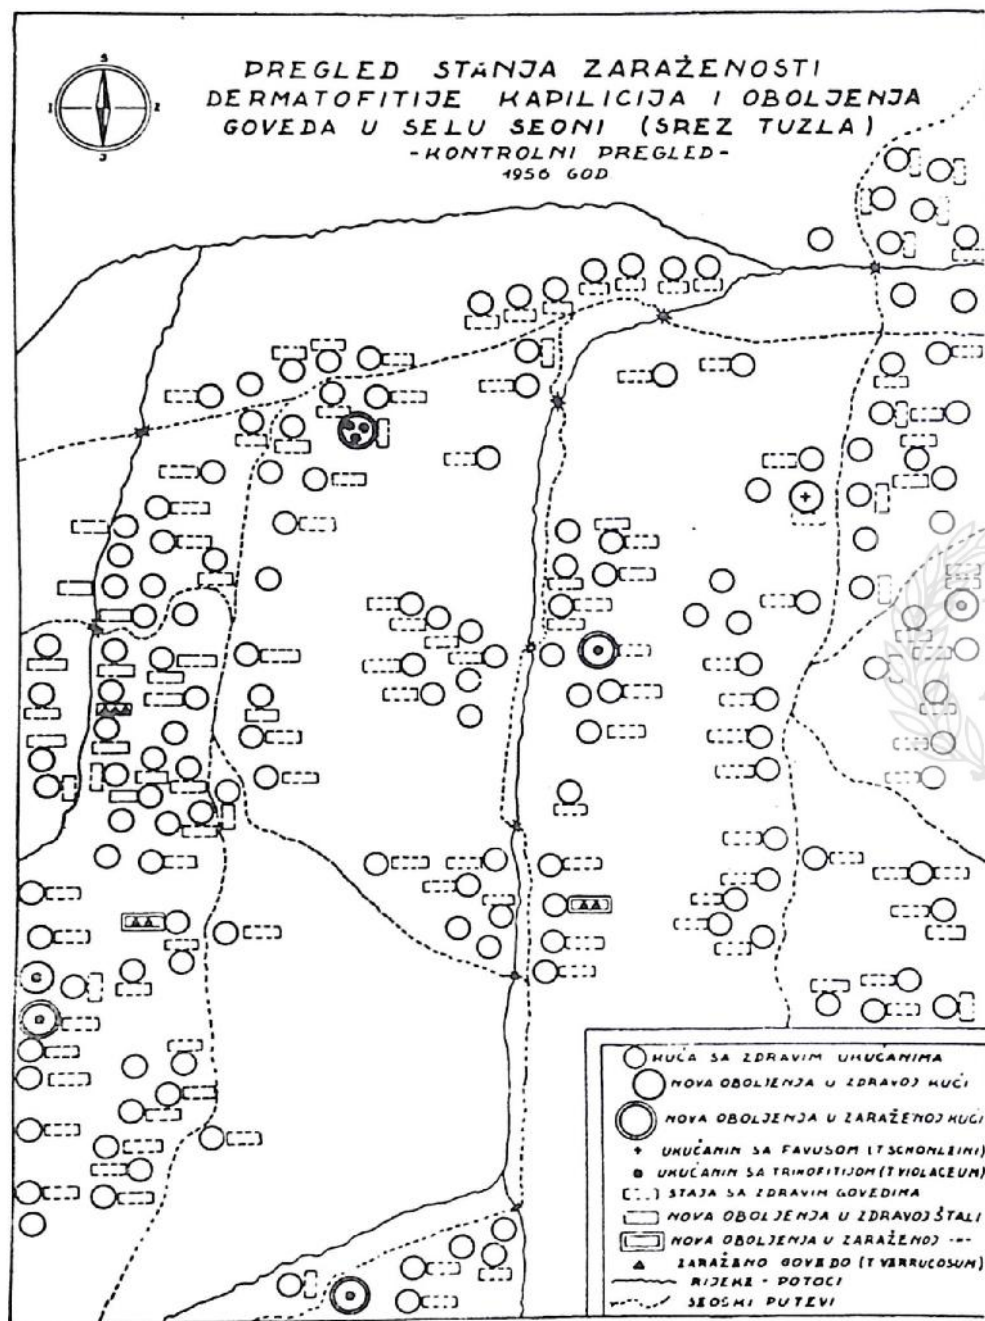 S
I Z
J
PREGLED STANJA ZARAŽENOSTI
DERMATOFITIJE KAPILICIJA I OBOLJENJA
GOVEDA U SELU SEONI (SREZ TUZLA)
-KONTROLNI PREGLED-
1956 GOD
KUĆA SA ZDRAVIM UKUĆANIMA
NOVA OBOLJENJA U ZDRAVOJ KUĆI
NOVA OBOLJENJA U ZARAŽENOJ KUĆI
UKUĆANIN SA FAVUSOM (T SCHONLEINI)
UKUĆANIN SA TRIHOFITIJOM (T VIOLACEUM)
STAJA SA ZDRAVIM GOVEDIMA
NOVA OBOLJENJA U ZDRAVOJ ŠTALI
NOVA OBOLJENJA U ZARAŽENOJ -"-
ZARAŽENO GOVEDO (T VERRUCOSUM)
RIJEKE - POTOCI
SEOSKI PUTEVI